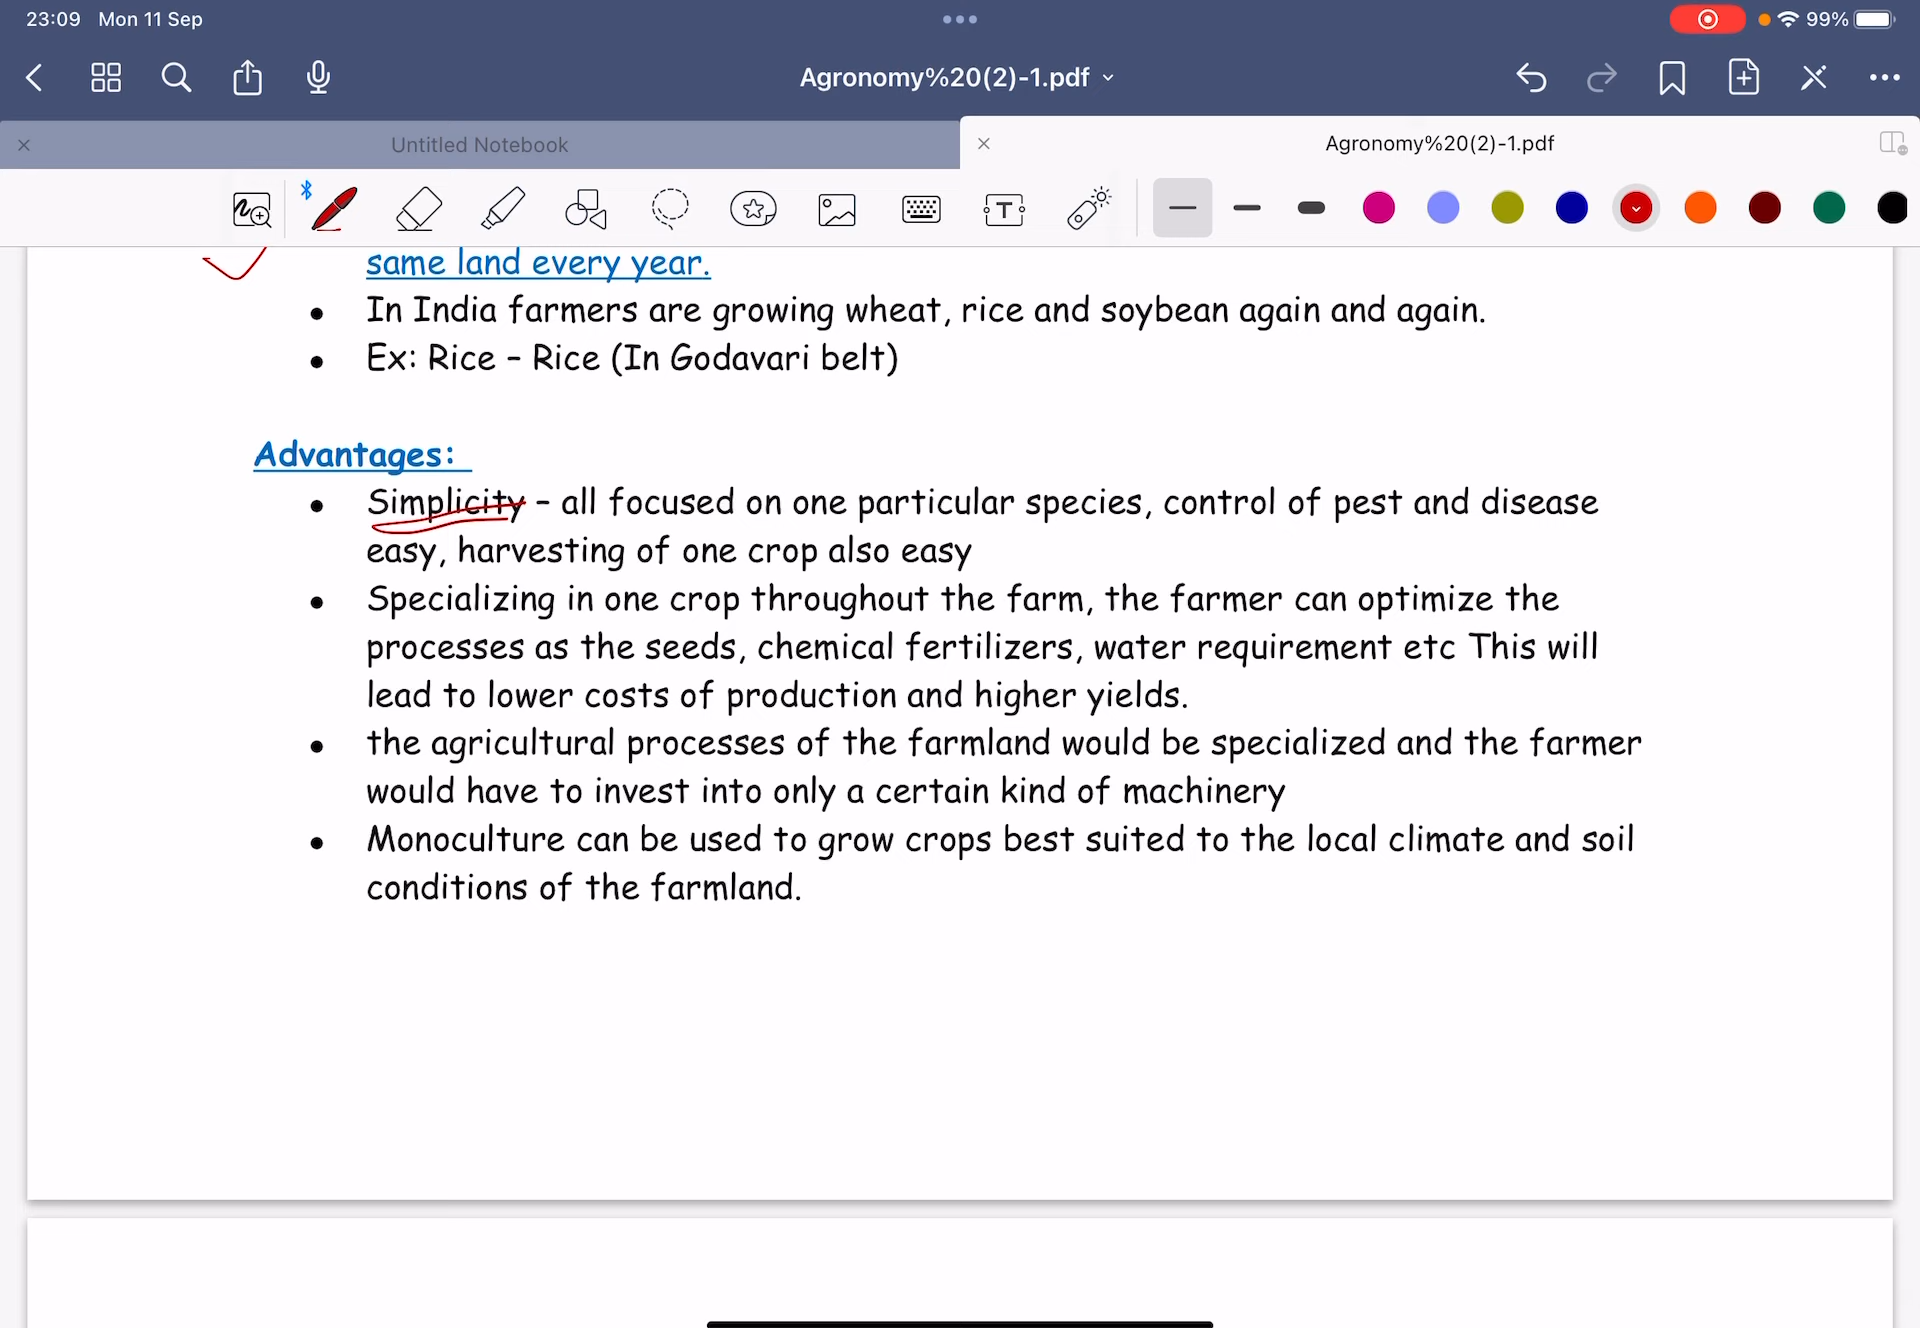 23:09 Mon 11 Sep
99%
Agronomy%20(2)-1.pdf
Untitled Notebook
Agronomy%20(2)-1.pdf
T
same land every year.
• In India farmers are growing wheat, rice and soybean again and again.
• Ex: Rice – Rice (In Godavari belt)
Advantages:
• Simplicity – all focused on one particular species, control of pest and disease
easy, harvesting of one crop also easy
• Specializing in one crop throughout the farm, the farmer can optimize the
processes as the seeds, chemical fertilizers, water requirement etc This will
lead to lower costs of production and higher yields.
• the agricultural processes of the farmland would be specialized and the farmer
would have to invest into only a certain kind of machinery
• Monoculture can be used to grow crops best suited to the local climate and soil
conditions of the farmland.